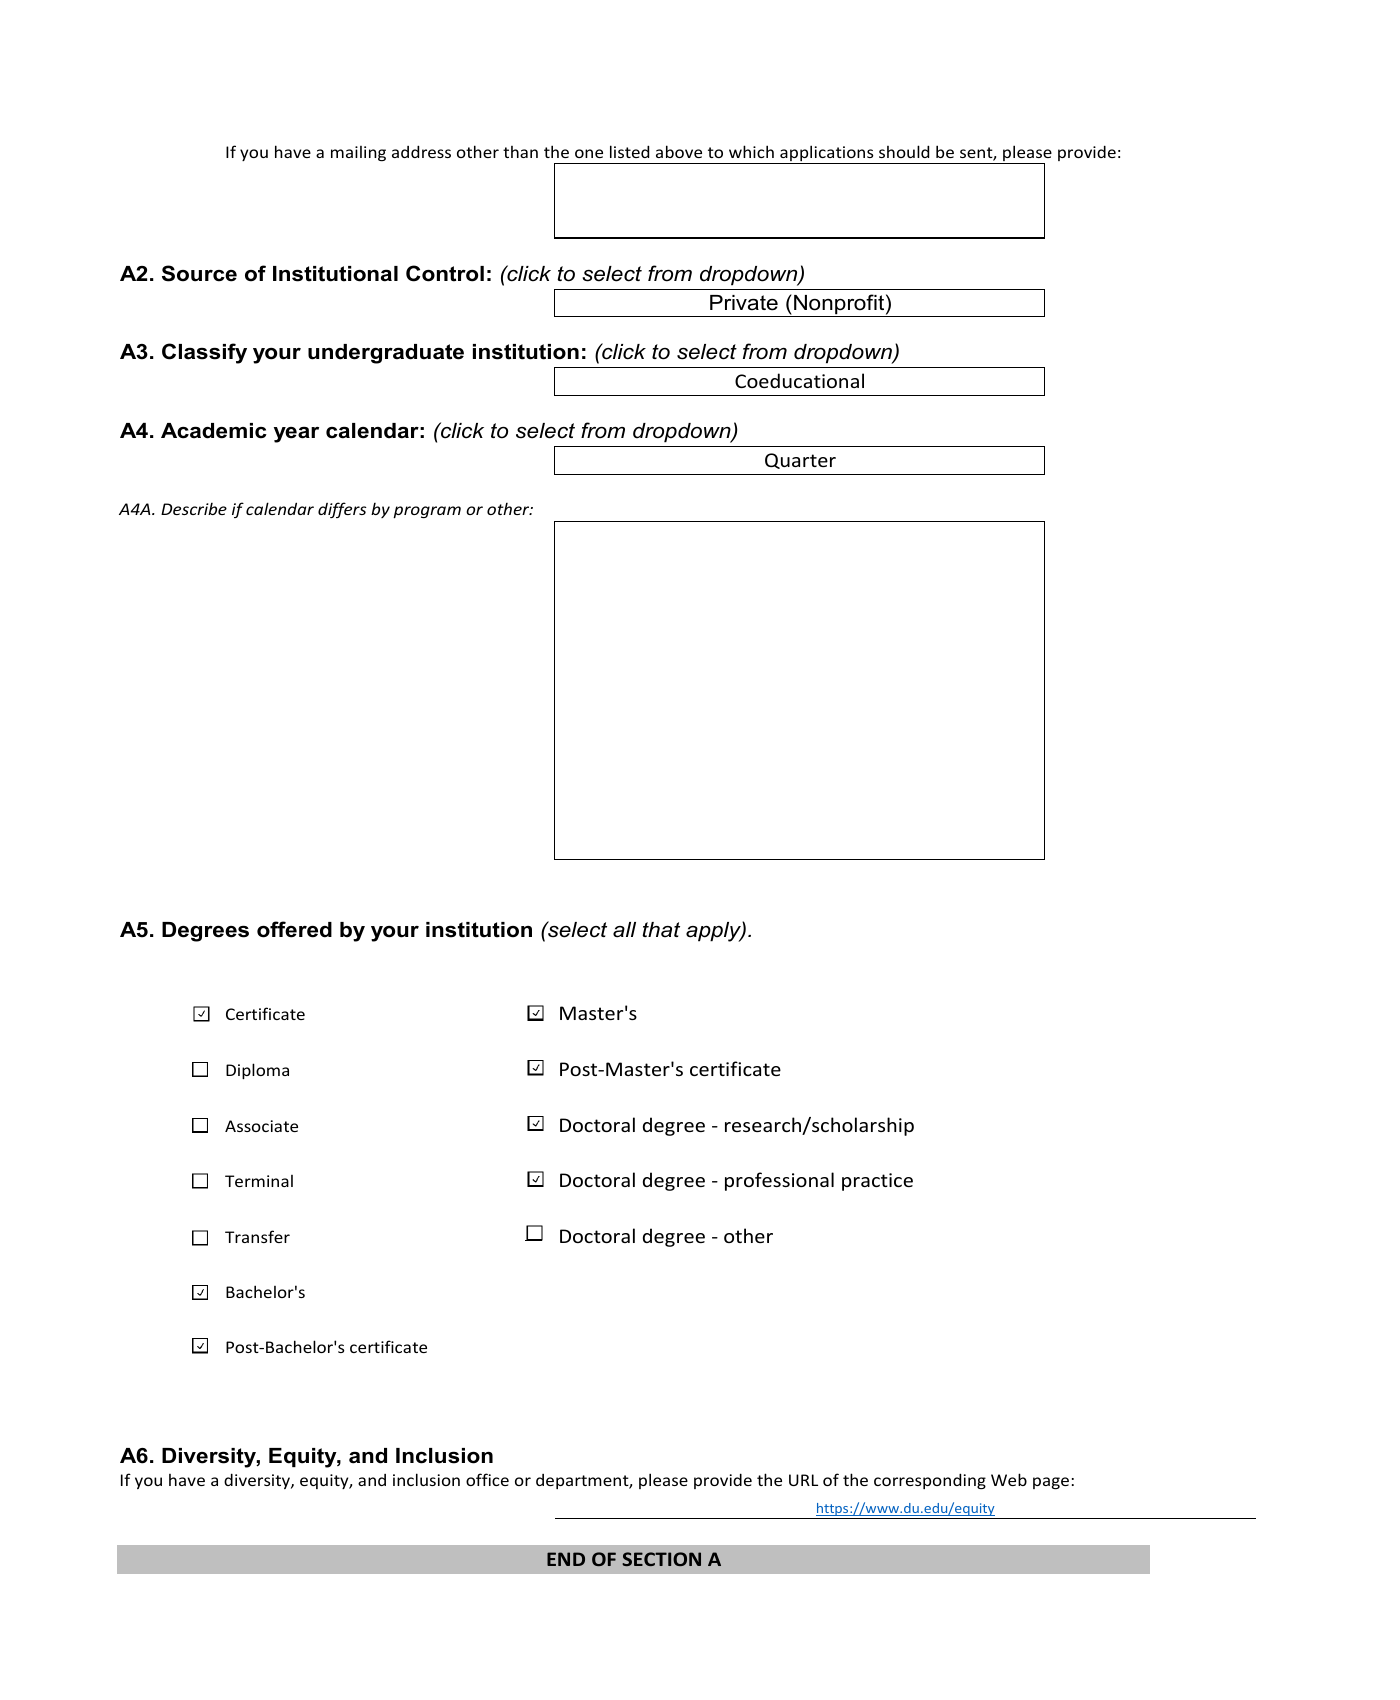 If you have a mailing address other than the one listed above to which applications should be sent, please provide:
A2. Source of Institutional Control: (click to select from dropdown)
Private (Nonprofit)
A3. Classify your undergraduate institution: (click to select from dropdown)
Coeducational
A4. Academic year calendar: (click to select from dropdown)
Quarter
A4A. Describe if calendar differs by program or other:
A5. Degrees offered by your institution (select all that apply).
Certificate
Diploma
Associate
Terminal
Transfer
Bachelor's
Post-Bachelor's certificate
Master's
Post-Master's certificate
Doctoral degree - research/scholarship
Doctoral degree - professional practice
Doctoral degree - other
A6. Diversity, Equity, and Inclusion
If you have a diversity, equity, and inclusion office or department, please provide the URL of the corresponding Web page:
https://www.du.edu/equity
END OF SECTION A